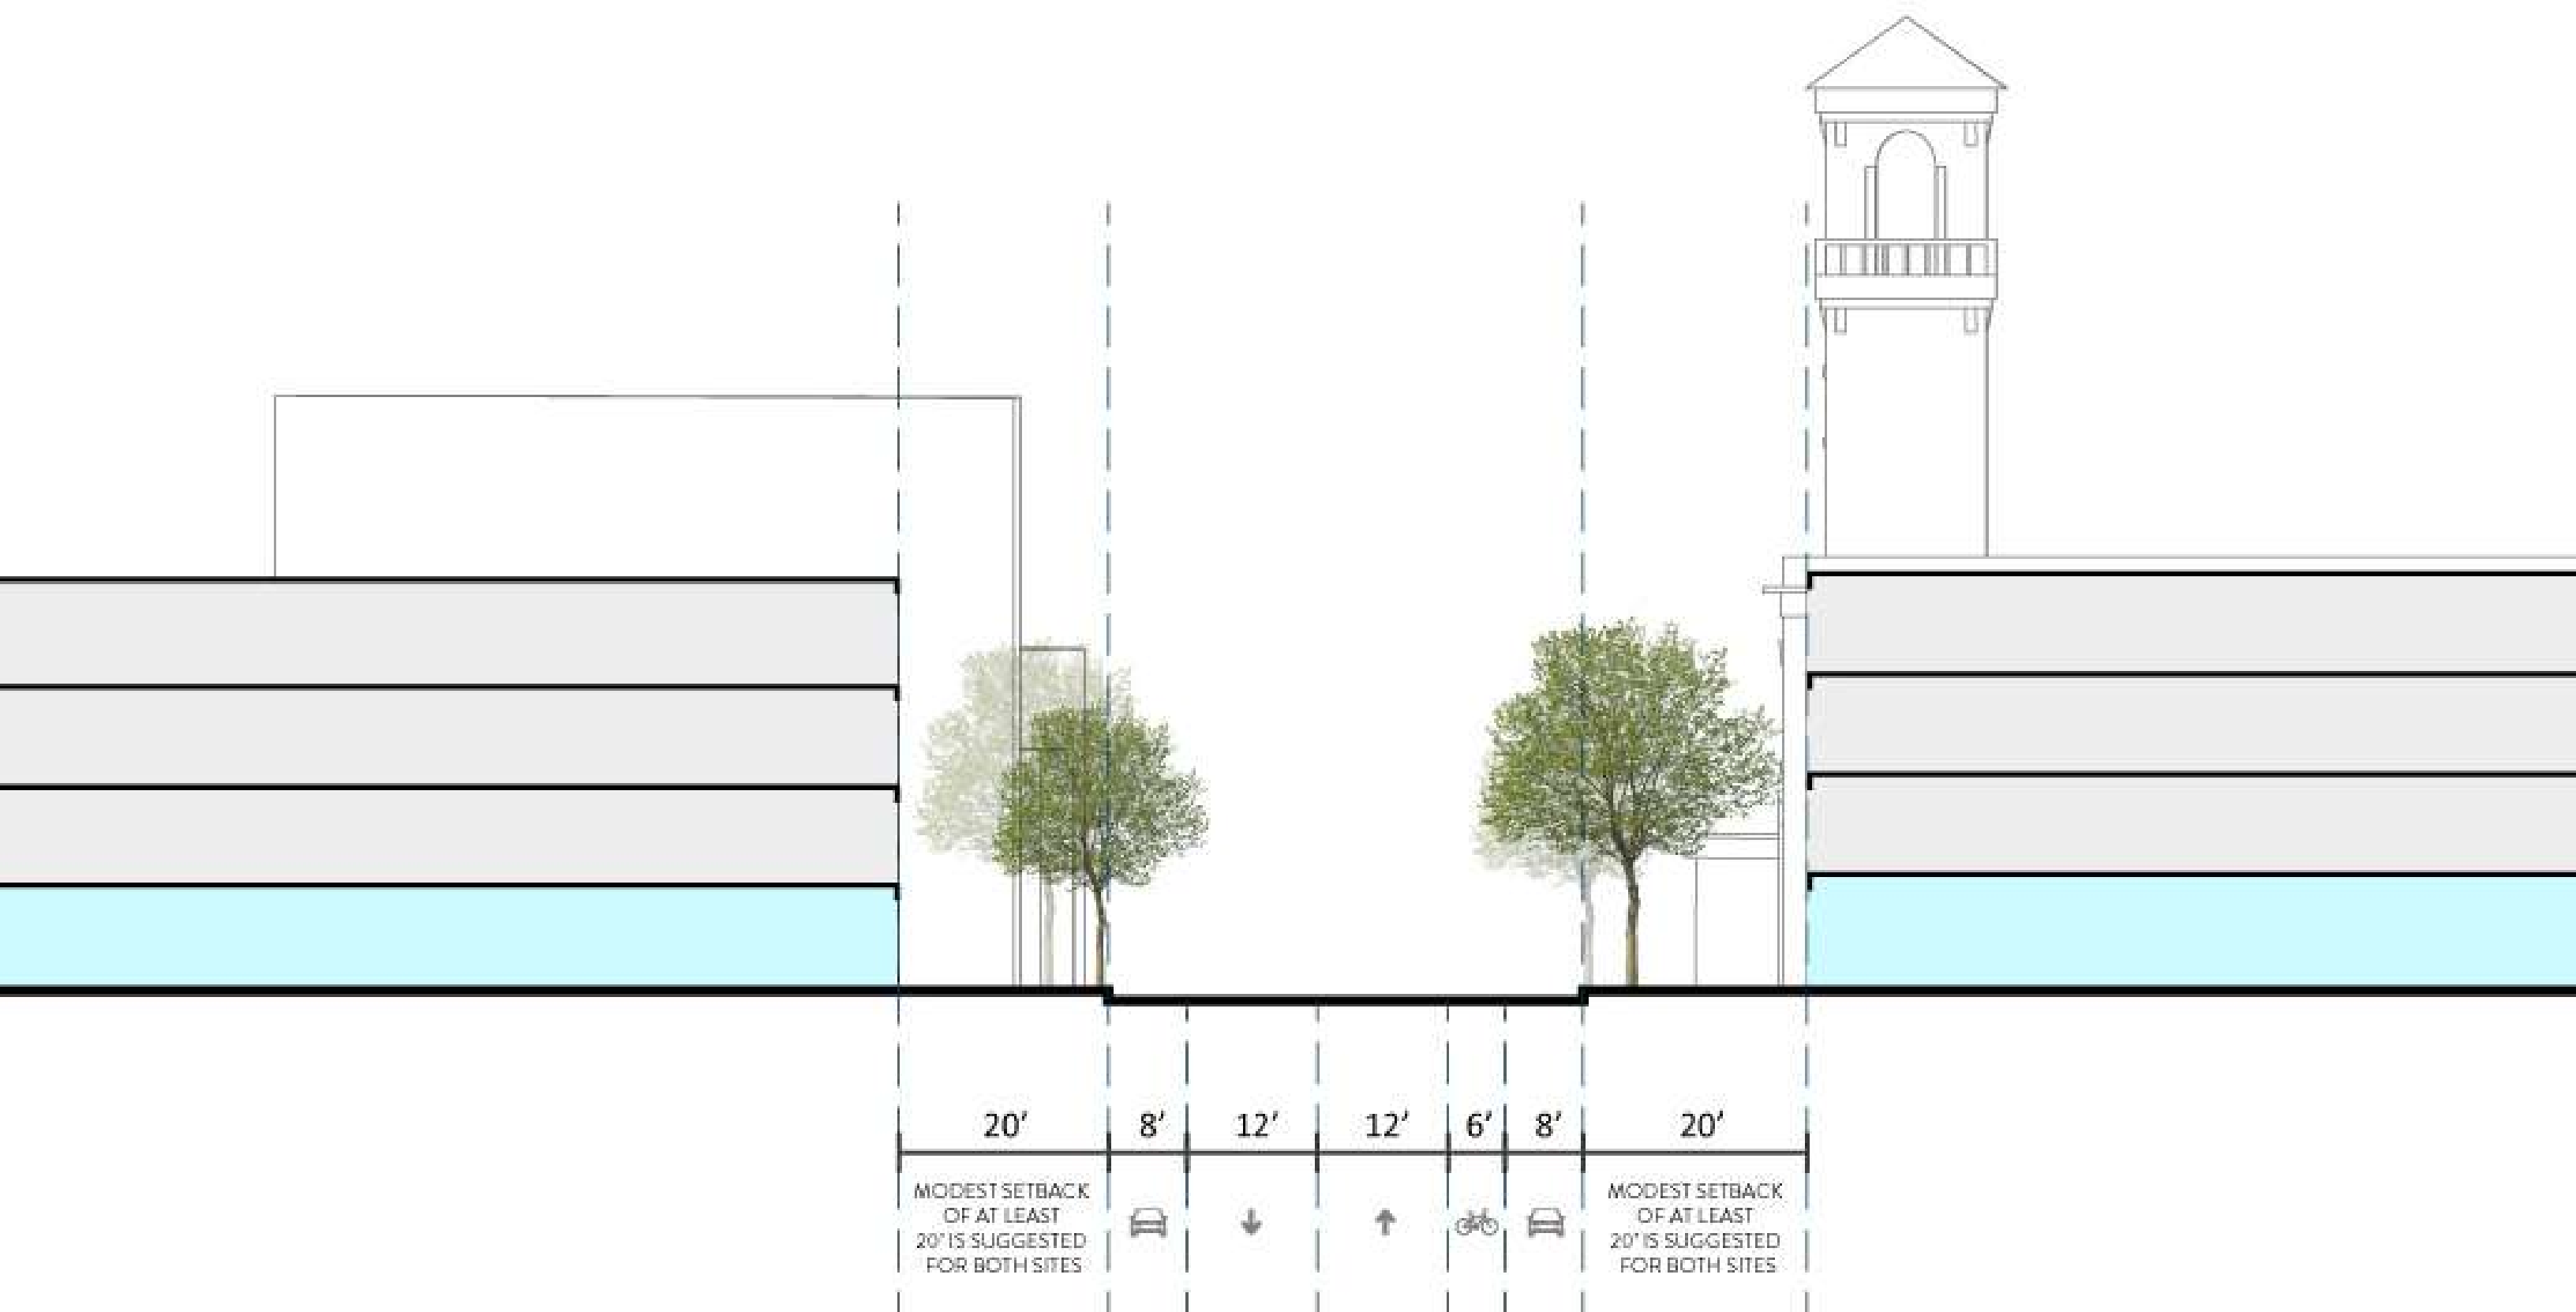 20’ 8’ 12’ 12’ 6’ 8’ 20’
MODEST SETBACK
OF AT LEAST
20' IS SUGGESTED
FOR BOTH SITES
MODEST SETBACK
OF AT LEAST
20' IS SUGGESTED
FOR BOTH SITES